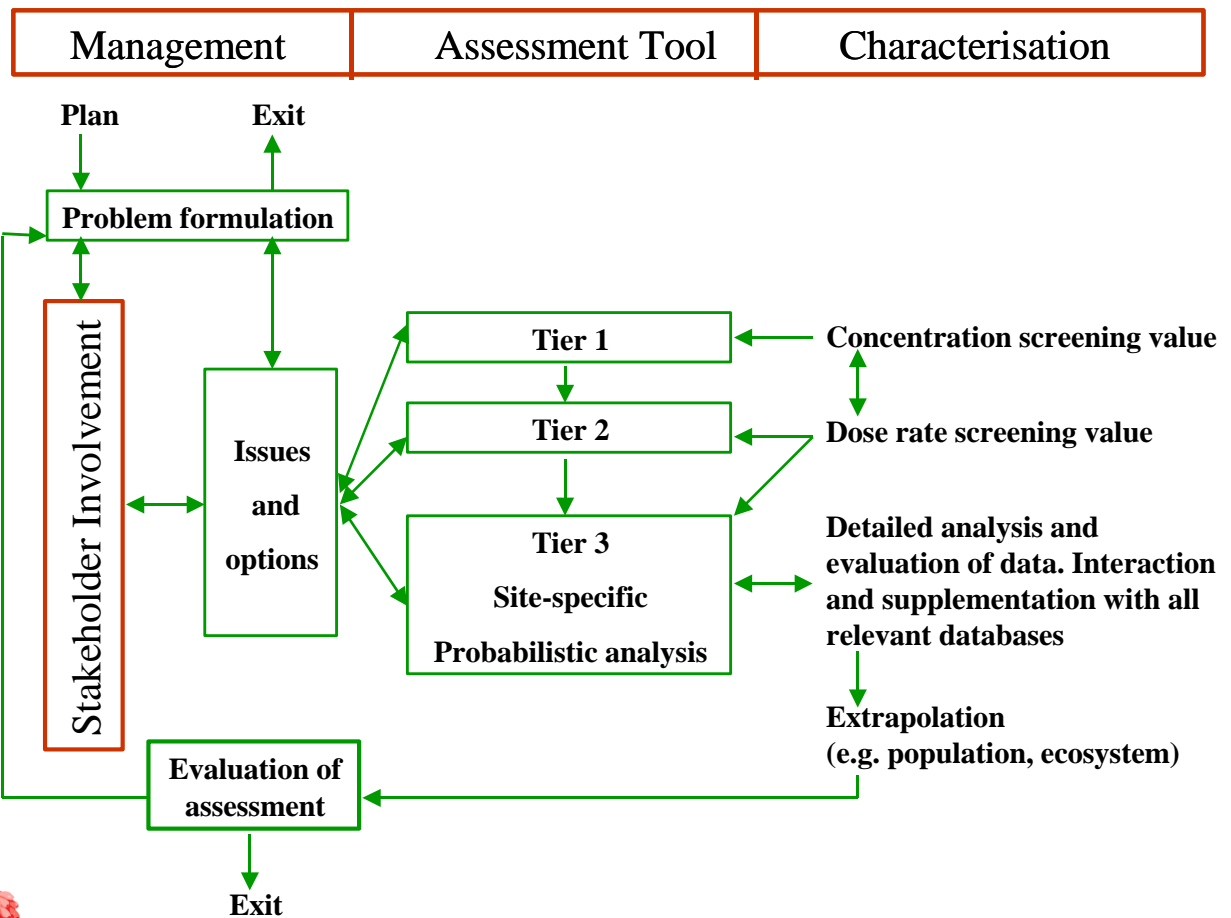 Management
Assessment Tool
Characterisation
Plan
Exit
Problem formulation
Stakeholder Involvement
Issues
and
options
Tier 1
Tier 2
Tier 3
Site-specific
Probabilistic analysis
Concentration screening value
Dose rate screening value
Detailed analysis and
evaluation of data. Interaction
and supplementation with all
relevant databases
Extrapolation
(e.g. population, ecosystem)
Evaluation of
assessment
Exit